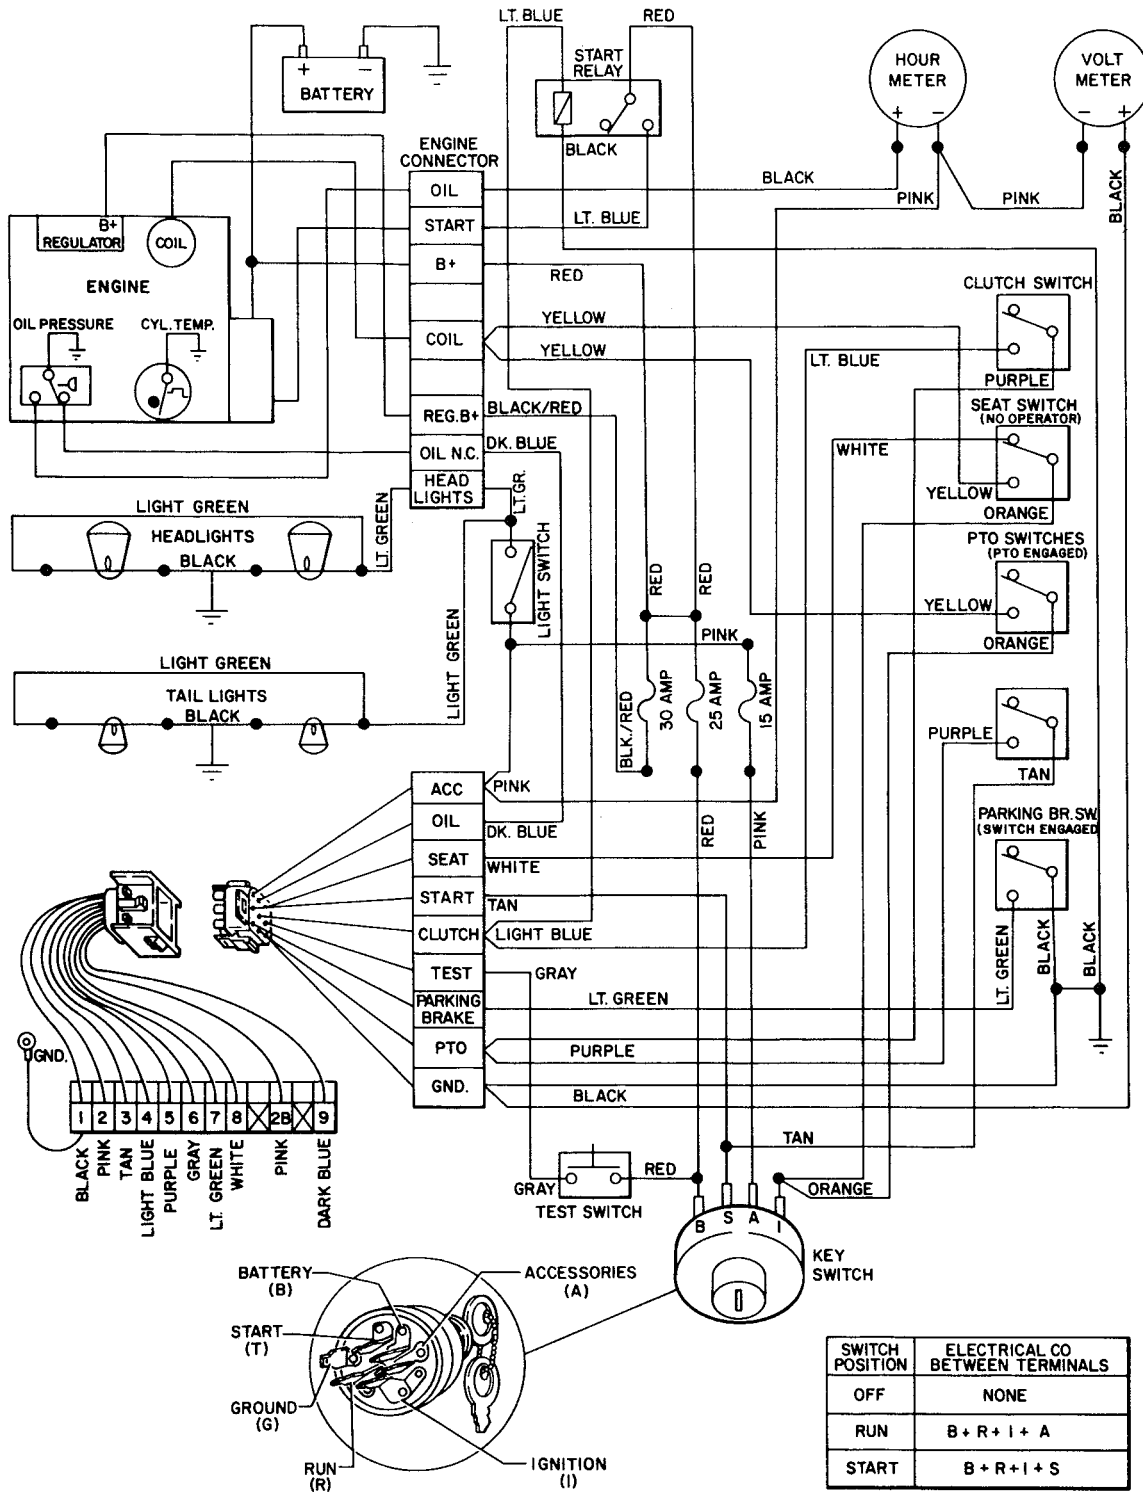 LT. BLUE
RED
START
RELAY
HOUR
METER
+ −
VOLT
METER
− +
+ −
BATTERY
ENGINE
CONNECTOR
BLACK
OIL
BLACK
PINK
PINK
BLACK
START
LT. BLUE
B+
RED
B+
REGULATOR
COIL
ENGINE
OIL PRESSURE
CYL. TEMP.
COIL
YELLOW
YELLOW
CLUTCH SWITCH
LT. BLUE
PURPLE
REG. B+
BLACK/RED
SEAT SWITCH
(NO OPERATOR)
WHITE
YELLOW
ORANGE
OIL N.C.
DK. BLUE
HEAD
LIGHTS
LT. GR.
LT. GREEN
LIGHT GREEN
HEADLIGHTS
BLACK
LIGHT SWITCH
PTO SWITCHES
(PTO ENGAGED)
YELLOW
ORANGE
RED
RED
PINK
LIGHT GREEN
LIGHT GREEN
TAIL LIGHTS
BLACK
BLK./RED
30 AMP
25 AMP
15 AMP
PURPLE
TAN
ACC
PINK
OIL
DK. BLUE
RED
PINK
PARKING BR. SW.
(SWITCH ENGAGED
SEAT
WHITE
START
TAN
CLUTCH
LIGHT BLUE
TEST
GRAY
PARKING
BRAKE
LT. GREEN
LT. GREEN
BLACK
BLACK
PTO
PURPLE
GND.
BLACK
GND.
1 2 3 4 5 6 7 8 2B 9
BLACK
PINK
TAN
LIGHT BLUE
PURPLE
GRAY
LT. GREEN
WHITE
PINK
DARK BLUE
TAN
RED
GRAY
TEST SWITCH
ORANGE
B S A I
KEY
SWITCH
BATTERY
(B)
ACCESSORIES
(A)
START
(T)
GROUND
(G)
RUN
(R)
IGNITION
(I)
SWITCH
POSITION
ELECTRICAL CO
BETWEEN TERMINALS
OFF NONE
RUN B + R + I + A
START B + R + I + S